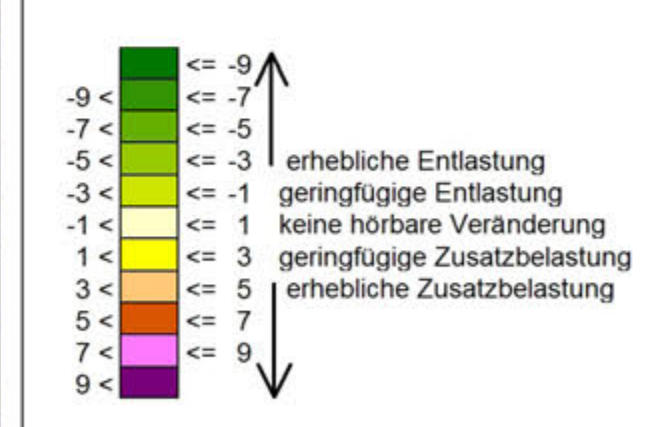 <= -9
-9 < <= -7
-7 < <= -5
-5 < <= -3 erhebliche Entlastung
-3 < <= -1 geringfügige Entlastung
-1 < <= 1 keine hörbare Veränderung
1 < <= 3 geringfügige Zusatzbelastung
3 < <= 5 erhebliche Zusatzbelastung
5 < <= 7
7 < <= 9
9 <